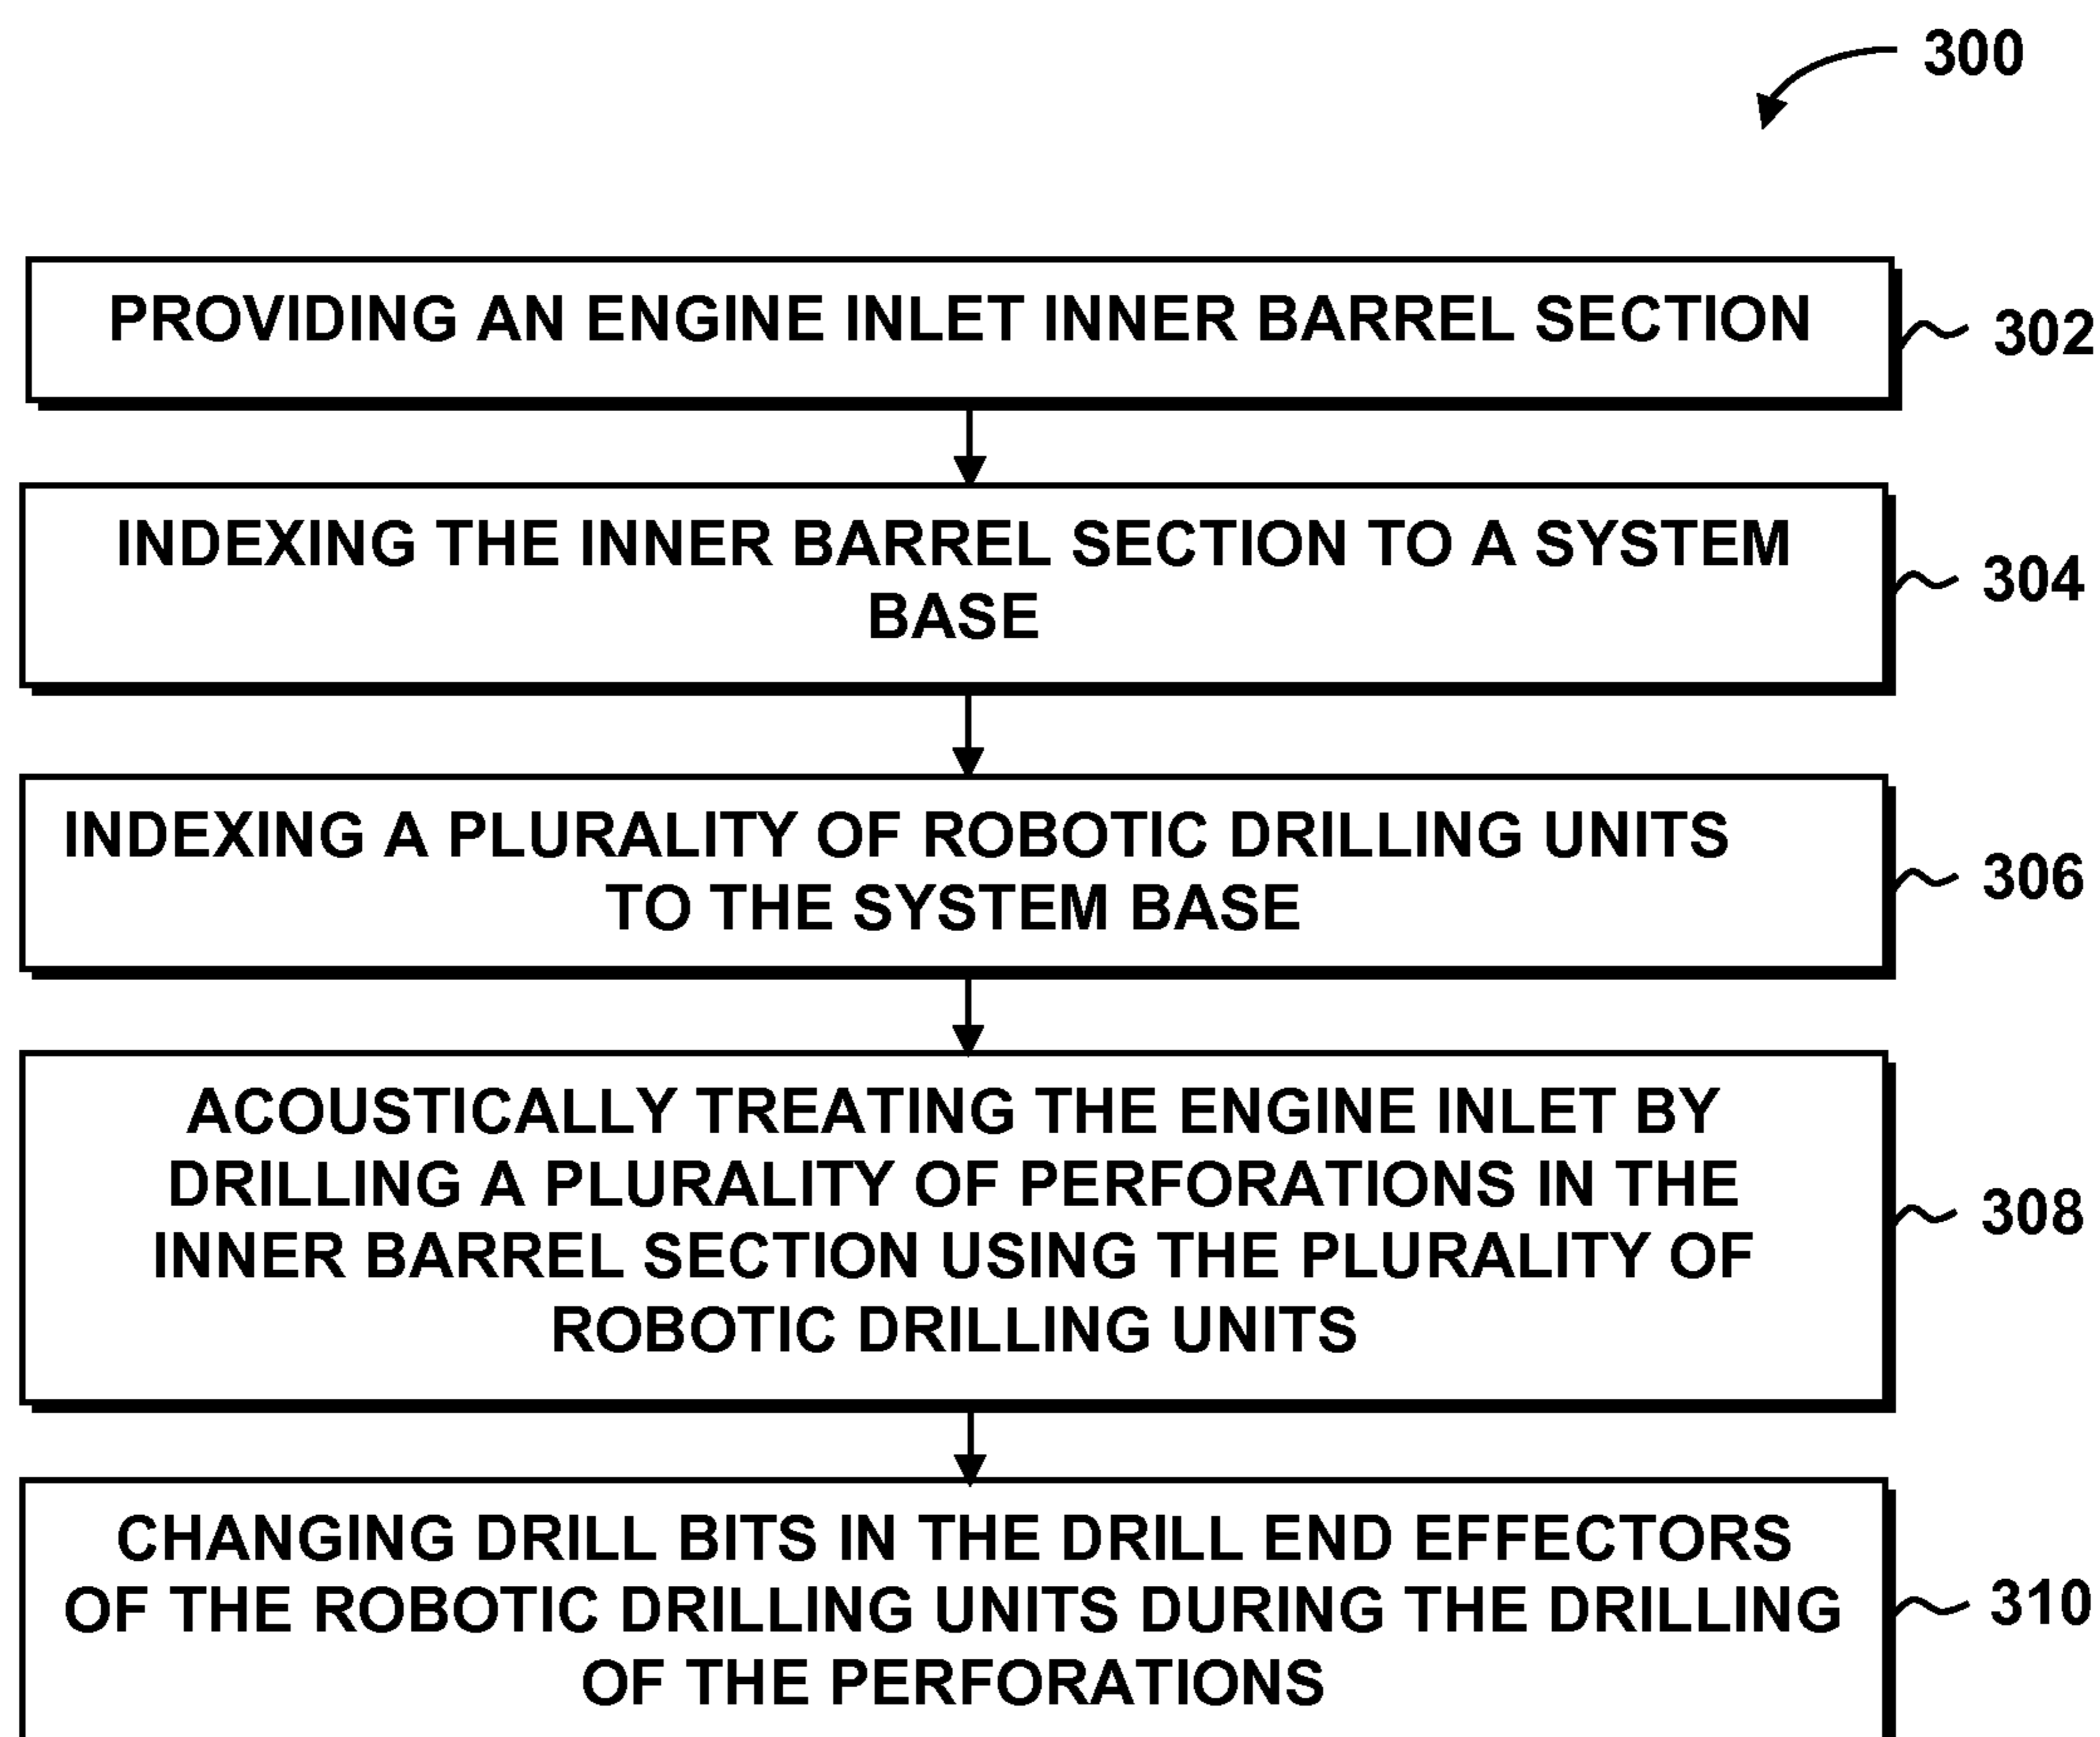 300
PROVIDING AN ENGINE INLET INNER BARREL SECTION
302
INDEXING THE INNER BARREL SECTION TO A SYSTEM
BASE
304
INDEXING A PLURALITY OF ROBOTIC DRILLING UNITS
TO THE SYSTEM BASE
306
ACOUSTICALLY TREATING THE ENGINE INLET BY
DRILLING A PLURALITY OF PERFORATIONS IN THE
INNER BARREL SECTION USING THE PLURALITY OF
ROBOTIC DRILLING UNITS
308
CHANGING DRILL BITS IN THE DRILL END EFFECTORS
OF THE ROBOTIC DRILLING UNITS DURING THE DRILLING
OF THE PERFORATIONS
310